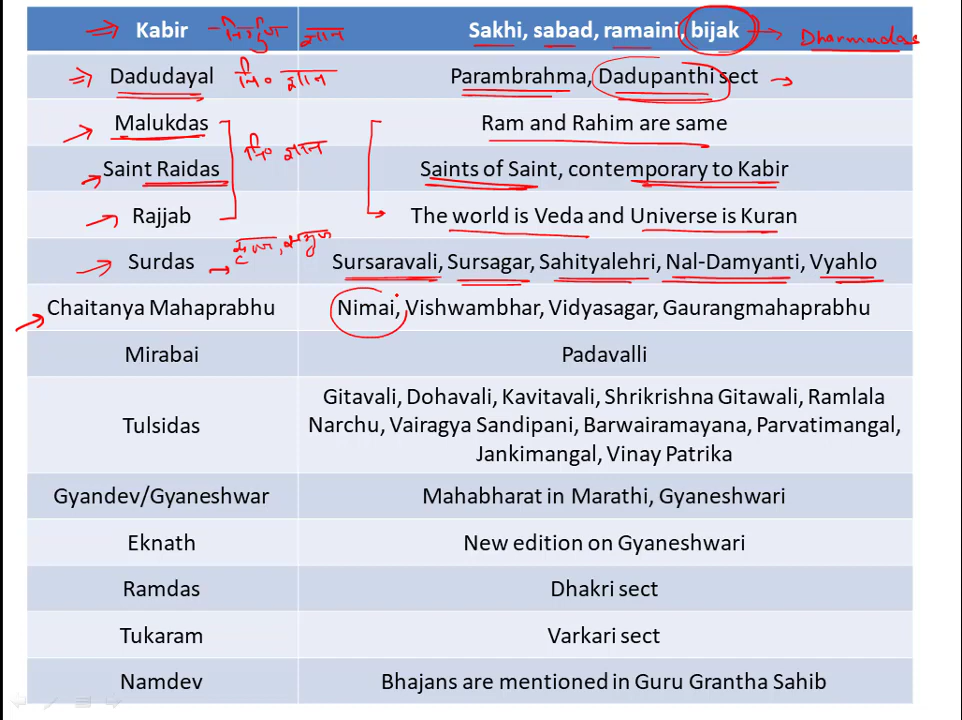 Kabir निर्गुण ज्ञान Sakhi, sabad, ramaini, bijak Dharmadas
Dadudayal नि० ज्ञान Parambrahma, Dadupanthi sect
Malukdas Ram and Rahim are same
नि० ज्ञान
Saint Raidas Saints of Saint, contemporary to Kabir
Rajjab The world is Veda and Universe is Kuran
Surdas Sursaravali, Sursagar, Sahityalehri, Nal-Damyanti, Vyahlo
Chaitanya Mahaprabhu Nimai, Vishwambhar, Vidyasagar, Gaurangmahaprabhu
Mirabai Padavalli
Tulsidas Gitavali, Dohavali, Kavitavali, Shrikrishna Gitawali, Ramlala
Narchu, Vairagya Sandipani, Barwairamayana, Parvatimangal,
Jankimangal, Vinay Patrika
Gyandev/Gyaneshwar Mahabharat in Marathi, Gyaneshwari
Eknath New edition on Gyaneshwari
Ramdas Dhakri sect
Tukaram Varkari sect
Namdev Bhajans are mentioned in Guru Grantha Sahib